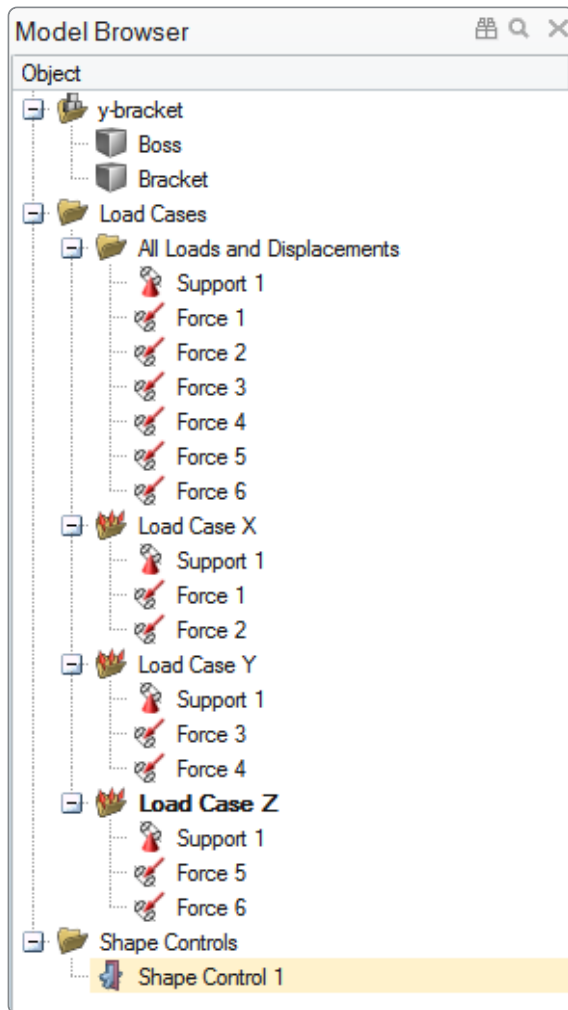 Model Browser
Object
y-bracket
Boss
Bracket
Load Cases
All Loads and Displacements
Support 1
Force 1
Force 2
Force 3
Force 4
Force 5
Force 6
Load Case X
Support 1
Force 1
Force 2
Load Case Y
Support 1
Force 3
Force 4
Load Case Z
Support 1
Force 5
Force 6
Shape Controls
Shape Control 1